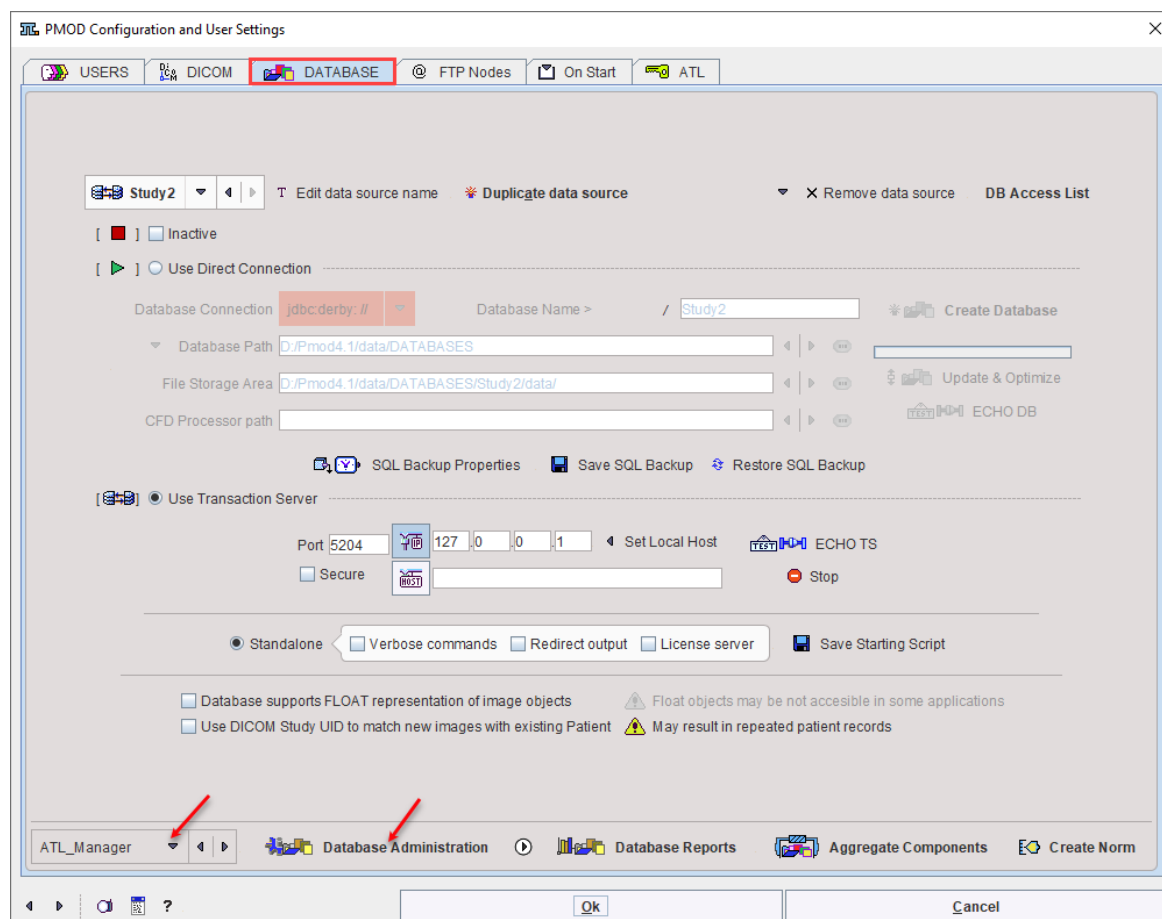 PMOD Configuration and User Settings
USERS DICOM DATABASE @ FTP Nodes On Start ATL
Study2 T Edit data source name Duplicate data source Remove data source DB Access List
[ ] Inactive
[ ] Use Direct Connection
Database Connection jdbc:derby: // Database Name > / Study2 Create Database
Database Path D:/Pmod4.1/data/DATABASES
File Storage Area D:/Pmod4.1/data/DATABASES/Study2/data/ Update & Optimize
CFD Processor path TEST ECHO DB
SQL Backup Properties Save SQL Backup Restore SQL Backup
[ ] Use Transaction Server
Port 5204 IP 127 .0 .0 .1 Set Local Host TEST ECHO TS
Secure HOST Stop
Standalone Verbose commands Redirect output License server Save Starting Script
Database supports FLOAT representation of image objects Float objects may be not accesible in some applications
Use DICOM Study UID to match new images with existing Patient May result in repeated patient records
ATL_Manager Database Administration Database Reports Aggregate Components Create Norm
? Ok Cancel